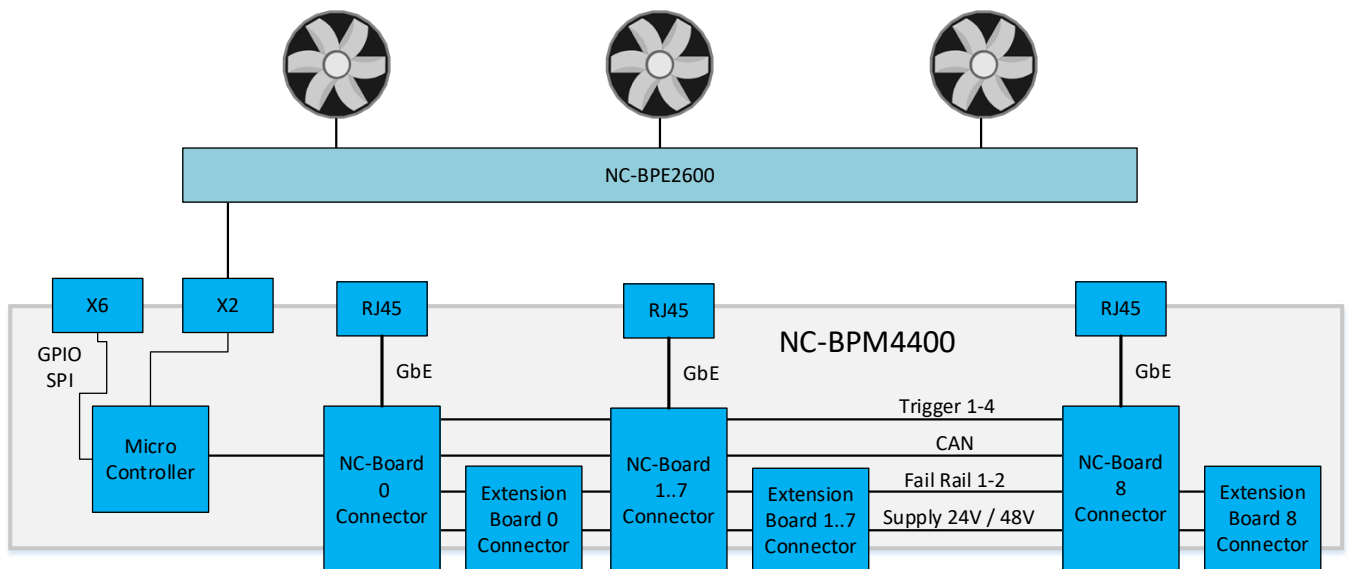 NC-BPE2600
X6
X2
RJ45
RJ45
RJ45
NC-BPM4400
GPIO
SPI
GbE
GbE
GbE
Micro
Controller
NC-Board
0
Connector
Extension
Board 0
Connector
NC-Board
1..7
Connector
Extension
Board 1..7
Connector
Trigger 1-4
CAN
Fail Rail 1-2
Supply 24V / 48V
NC-Board
8
Connector
Extension
Board 8
Connector